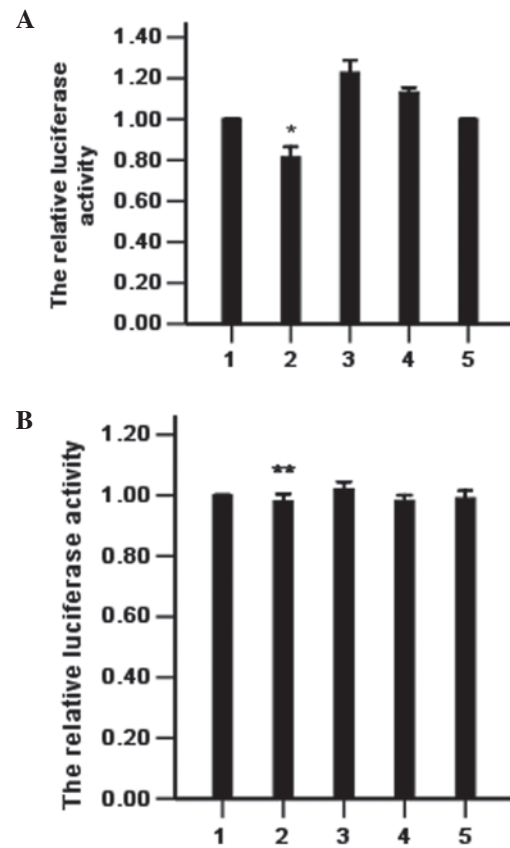 A
The relative luciferase
activity
1.40
1.20
1.00
0.80
0.60
0.40
0.20
0.00
*
1 2 3 4 5
B
The relative luciferase activity
1.20
1.00
0.80
0.60
0.40
0.20
0.00
**
1 2 3 4 5